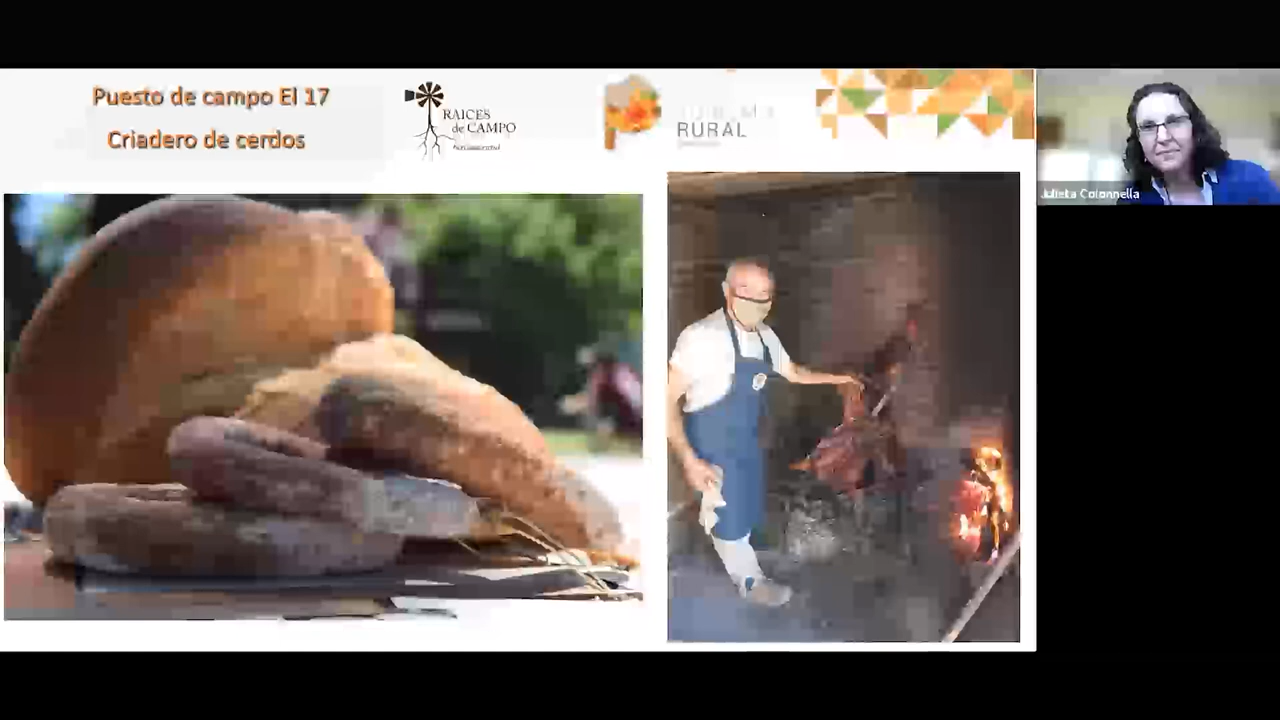 Puesto de campo El 17
Criadero de cerdos
RAICES
de CAMPO
RURAL
Julieta Colonnella